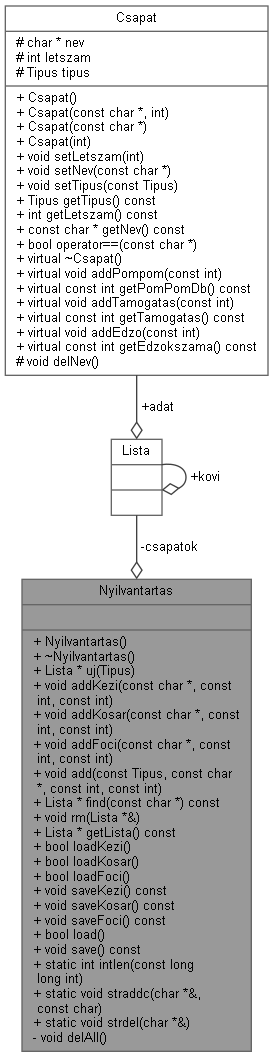 Csapat
# char * nev
# int letszam
# Tipus tipus
+ Csapat()
+ Csapat(const char *, int)
+ Csapat(const char *)
+ Csapat(int)
+ void setLetszam(int)
+ void setNev(const char *)
+ void setTipus(const Tipus)
+ Tipus getTipus() const
+ int getLetszam() const
+ const char * getNev() const
+ bool operator==(const char *)
+ virtual ~Csapat()
+ virtual void addPompom(const int)
+ virtual const int getPomPomDb() const
+ virtual void addTamogatas(const int)
+ virtual const int getTamogatas() const
+ virtual void addEdzo(const int)
+ virtual const int getEdzokszama() const
# void delNev()
+adat
Lista
+kovi
-csapatok
Nyilvantartas
+ Nyilvantartas()
+ ~Nyilvantartas()
+ Lista * uj(Tipus)
+ void addKezi(const char *, const
int, const int)
+ void addKosar(const char *, const
int, const int)
+ void addFoci(const char *, const
int, const int)
+ void add(const Tipus, const char
*, const int, const int)
+ Lista * find(const char *) const
+ void rm(Lista *&)
+ Lista * getLista() const
+ bool loadKezi()
+ bool loadKosar()
+ bool loadFoci()
+ void saveKezi() const
+ void saveKosar() const
+ void saveFoci() const
+ bool load()
+ void save() const
+ static int intlen(const long
long int)
+ static void straddc(char *&,
const char)
+ static void strdel(char *&)
- void delAll()